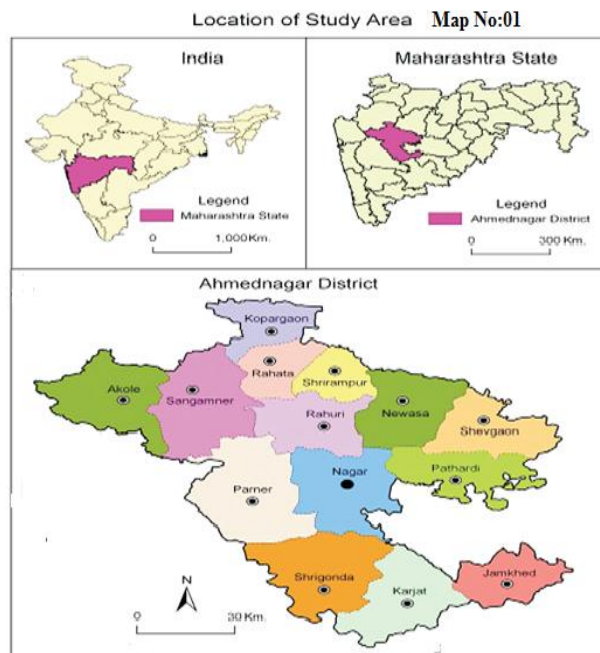 Location of Study Area Map No:01
India
Legend
Maharashtra State
0 1,000 Km.
Maharashtra State
Legend
Ahmednagar District
0 300 Km.
Ahmednagar District
Kopargaon
Rahata
Shrirampur
Akole
Sangamner
Newasa
Rahuri
Shevgaon
Nagar
Pathardi
Parner
Shrigonda
Jamkhed
Karjat
N
0 30 Km.